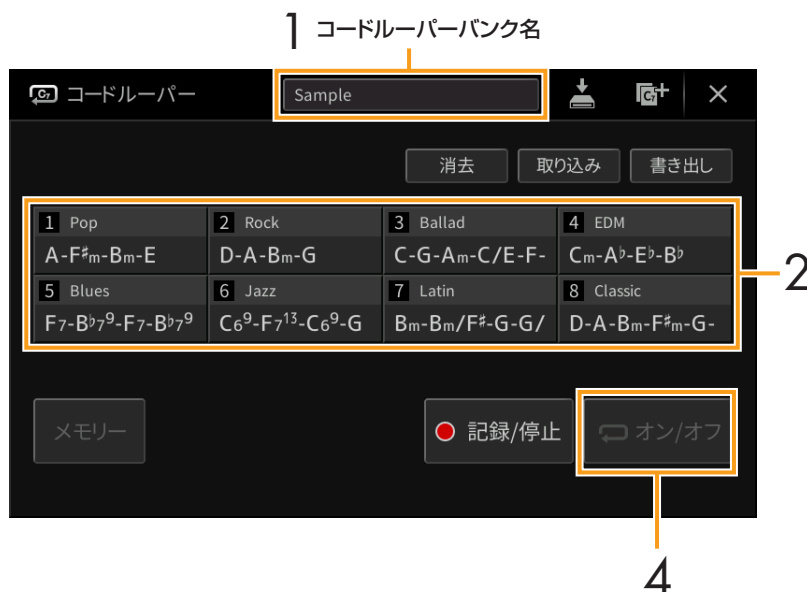 1 コードルーパーバンク名
コードルーパー Sample
消去 取り込み 書き出し
1 Pop 2 Rock 3 Ballad 4 EDM
A-F♯m-Bm-E D-A-Bm-G C-G-Am-C/E-F- Cm-A♭-E♭-B♭
2
5 Blues 6 Jazz 7 Latin 8 Classic
F7-B♭7⁹-F7-B♭7⁹ C6⁹-F7¹³-C6⁹-G Bm-Bm/F♯-G-G/ D-A-Bm-F♯m-G-
メモリー 記録/停止 オン/オフ
4